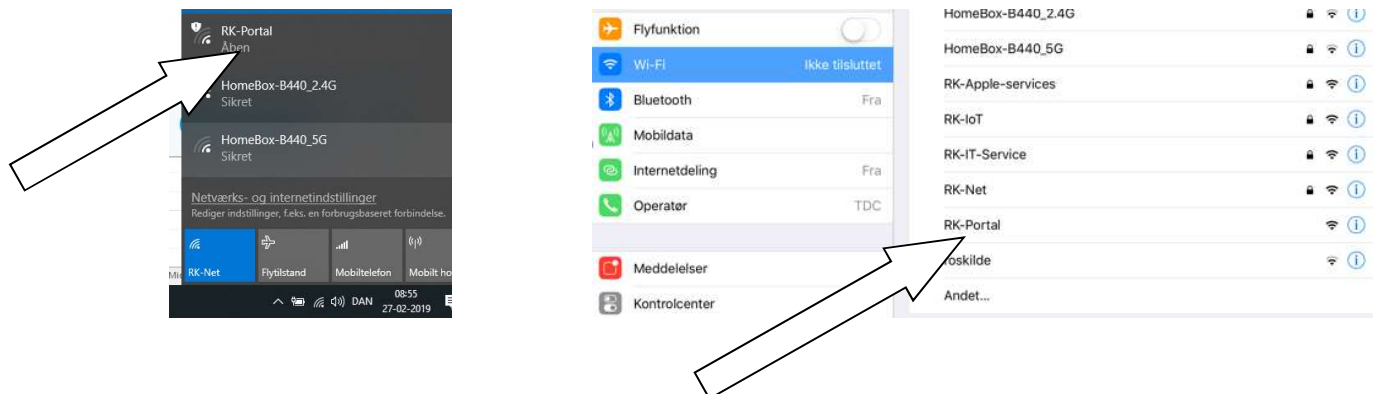 RK-Portal
Åben
HomeBox-B440_2.4G
Sikret
HomeBox-B440_5G
Sikret
Netværks- og internetindstillinger
Rediger indstillinger, f.eks. en forbrugsbaseret forbindelse.
RK-Net
Flytilstand
Mobiltelefon
Mobilt ho
DAN
08:55
27-02-2019
Flyfunktion
Wi-Fi Ikke tilsluttet
Bluetooth Fra
Mobildata
Internetdeling Fra
Operatør TDC
Meddelelser
Kontrolcenter
HomeBox-B440_2.4G
HomeBox-B440_5G
RK-Apple-services
RK-IoT
RK-IT-Service
RK-Net
RK-Portal
roskilde
Andet...